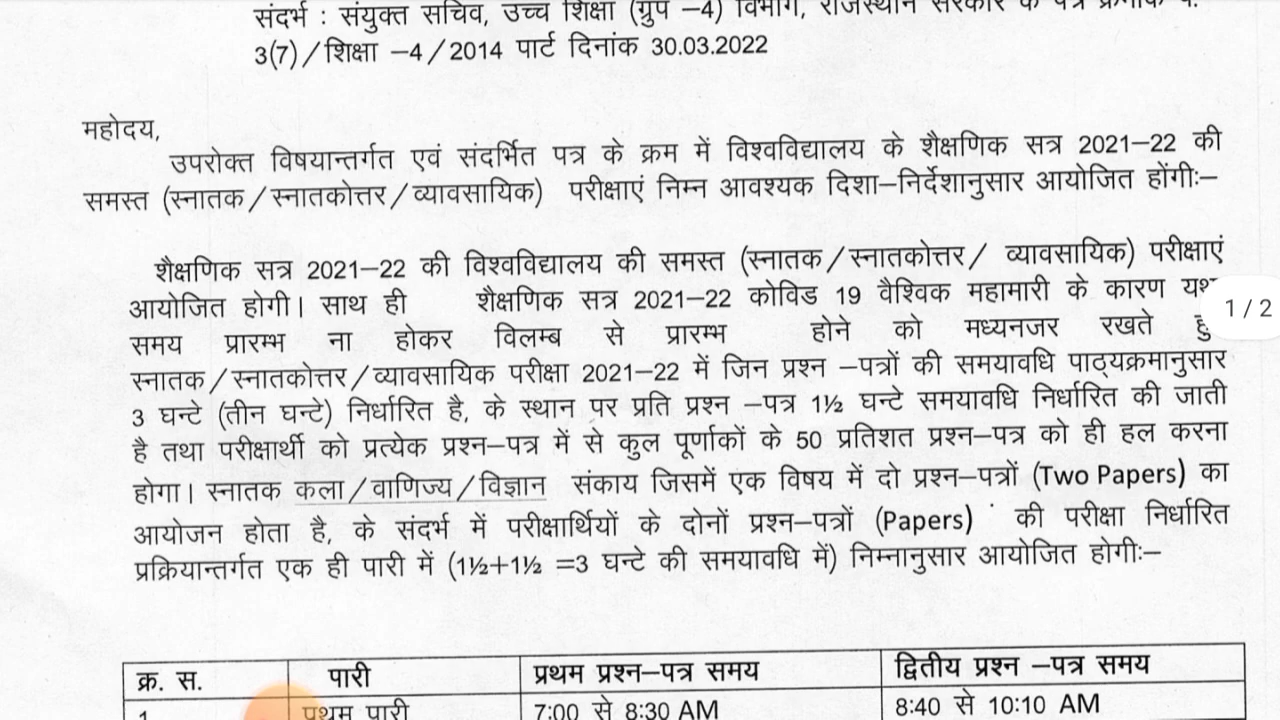 संदर्भ : संयुक्त सचिव, उच्च शिक्षा (ग्रुप –4) विभाग, राजस्थान सरकार के पत्र क्रमांक
3(7)/शिक्षा –4/2014 पार्ट दिनांक 30.03.2022
महोदय,
उपरोक्त विषयान्तर्गत एवं संदर्भित पत्र के क्रम में विश्वविद्यालय के शैक्षणिक सत्र 2021–22 की
समस्त (स्नातक/स्नातकोत्तर/व्यावसायिक) परीक्षाएं निम्न आवश्यक दिशा–निर्देशानुसार आयोजित होंगीः–
शैक्षणिक सत्र 2021–22 की विश्वविद्यालय की समस्त (स्नातक/स्नातकोत्तर/ व्यावसायिक) परीक्षाएं
आयोजित होगी। साथ ही शैक्षणिक सत्र 2021–22 कोविड 19 वैश्विक महामारी के कारण
1/2
समय प्रारम्भ ना होकर विलम्ब से प्रारम्भ होने को मध्यनजर रखते
स्नातक/स्नातकोत्तर/व्यावसायिक परीक्षा 2021–22 में जिन प्रश्न –पत्रों की समयावधि पाठ्यक्रमानुसार
3 घन्टे (तीन घन्टे) निर्धारित है, के स्थान पर प्रति प्रश्न –पत्र 1½ घन्टे समयावधि निर्धारित की जाती
है तथा परीक्षार्थी को प्रत्येक प्रश्न–पत्र में से कुल पूर्णाकों के 50 प्रतिशत प्रश्न–पत्र को ही हल करना
होगा। स्नातक कला/वाणिज्य/विज्ञान संकाय जिसमें एक विषय में दो प्रश्न–पत्रों (Two Papers) का
आयोजन होता है, के संदर्भ में परीक्षार्थियों के दोनों प्रश्न–पत्रों (Papers) की परीक्षा निर्धारित
प्रक्रियान्तर्गत एक ही पारी में (1½+1½ =3 घन्टे की समयावधि में) निम्नानुसार आयोजित होगीः–
क्र. स. पारी प्रथम प्रश्न–पत्र समय द्वितीय प्रश्न –पत्र समय
1 प्रथम पारी 7:00 से 8:30 AM 8:40 से 10:10 AM